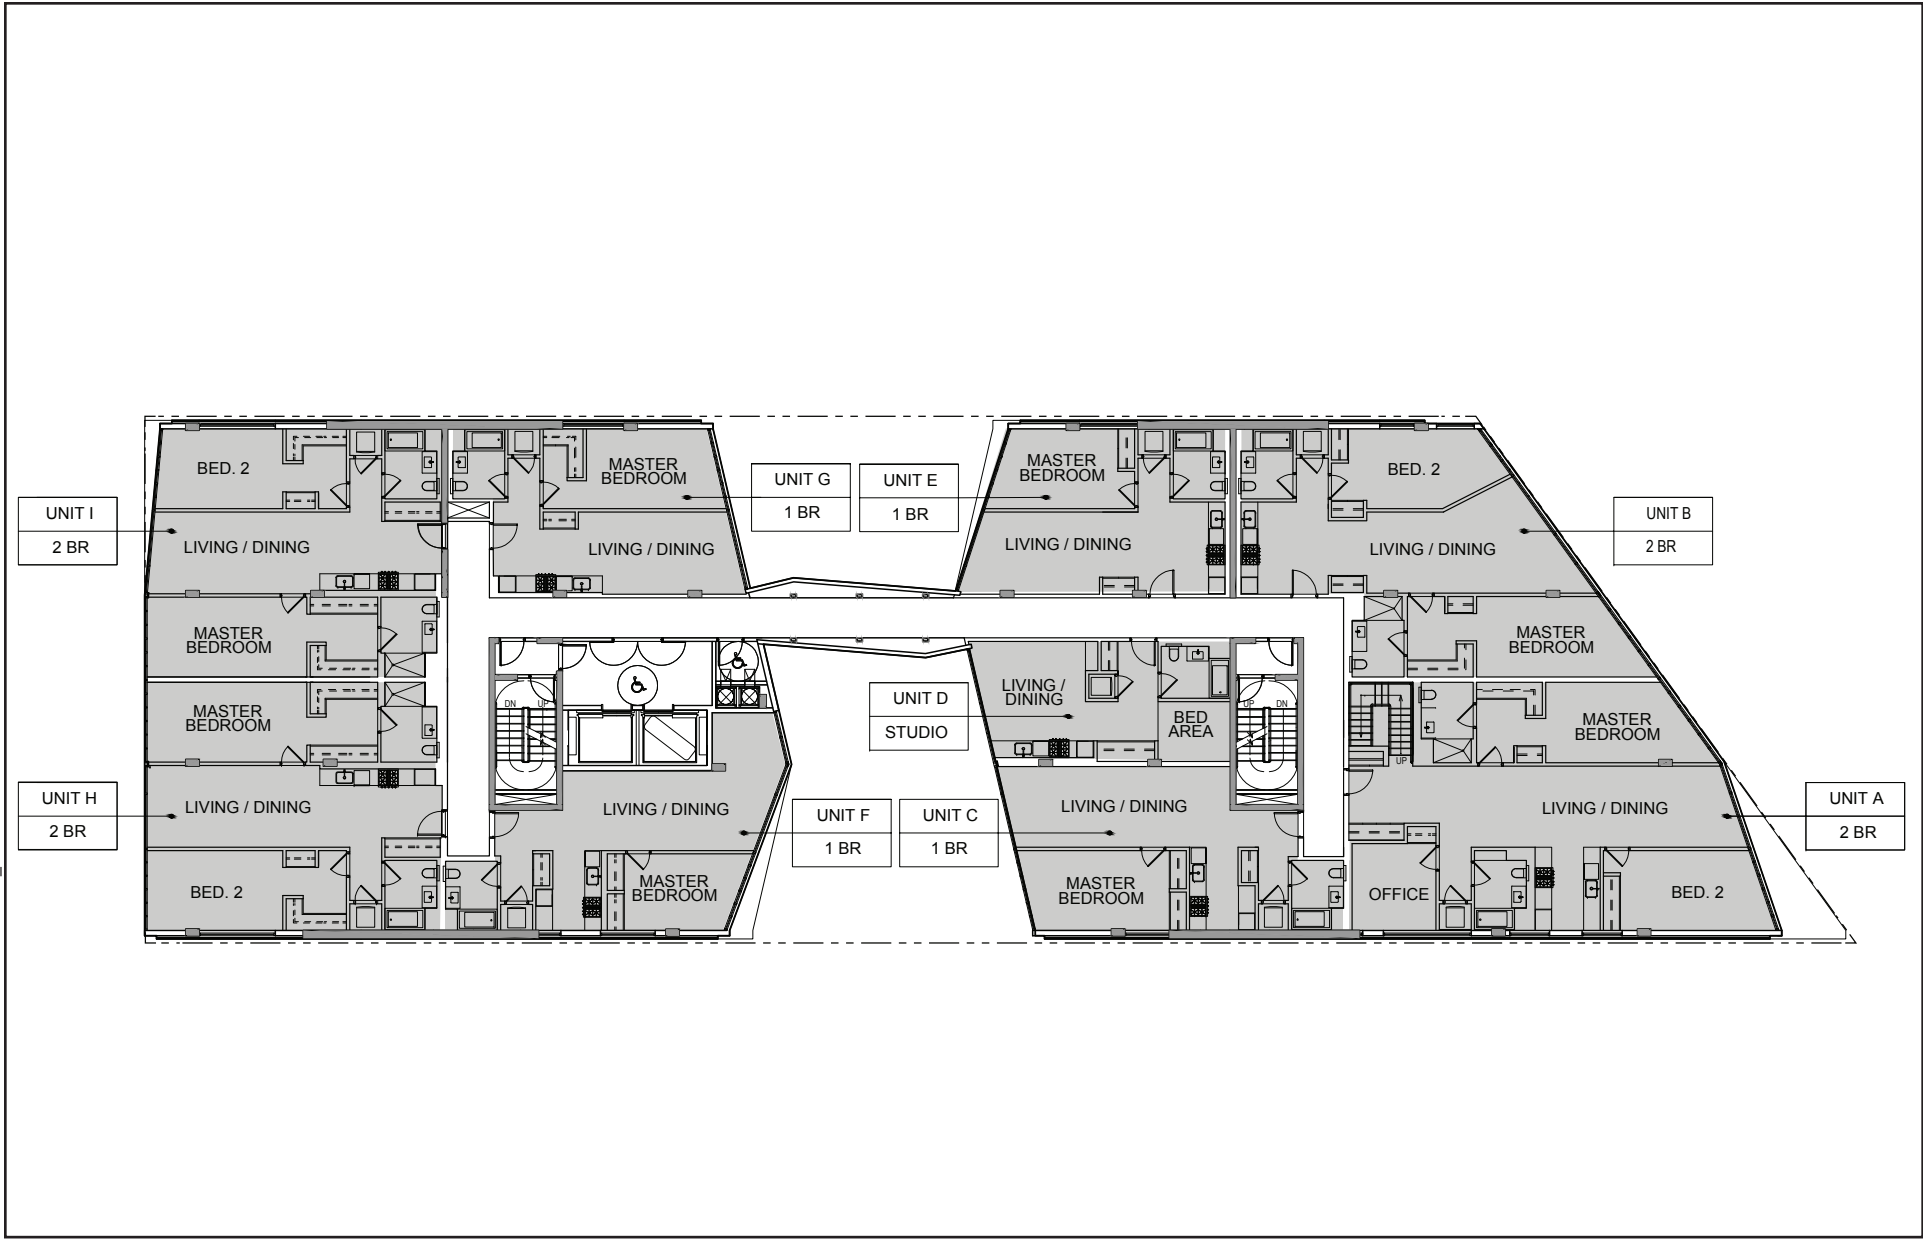 BED. 2
MASTER
BEDROOM
MASTER
BEDROOM
BED. 2
UNIT G
1 BR
UNIT E
1 BR
UNIT I
2 BR
UNIT B
2 BR
LIVING / DINING
LIVING / DINING
LIVING / DINING
LIVING / DINING
MASTER
BEDROOM
MASTER
BEDROOM
LIVING /
DINING
UNIT D
STUDIO
BED
AREA
DN
UP
UP
DN
MASTER
BEDROOM
MASTER
BEDROOM
UP
UNIT H
2 BR
LIVING / DINING
LIVING / DINING
UNIT F
1 BR
UNIT C
1 BR
LIVING / DINING
LIVING / DINING
UNIT A
2 BR
BED. 2
MASTER
BEDROOM
MASTER
BEDROOM
OFFICE
BED. 2